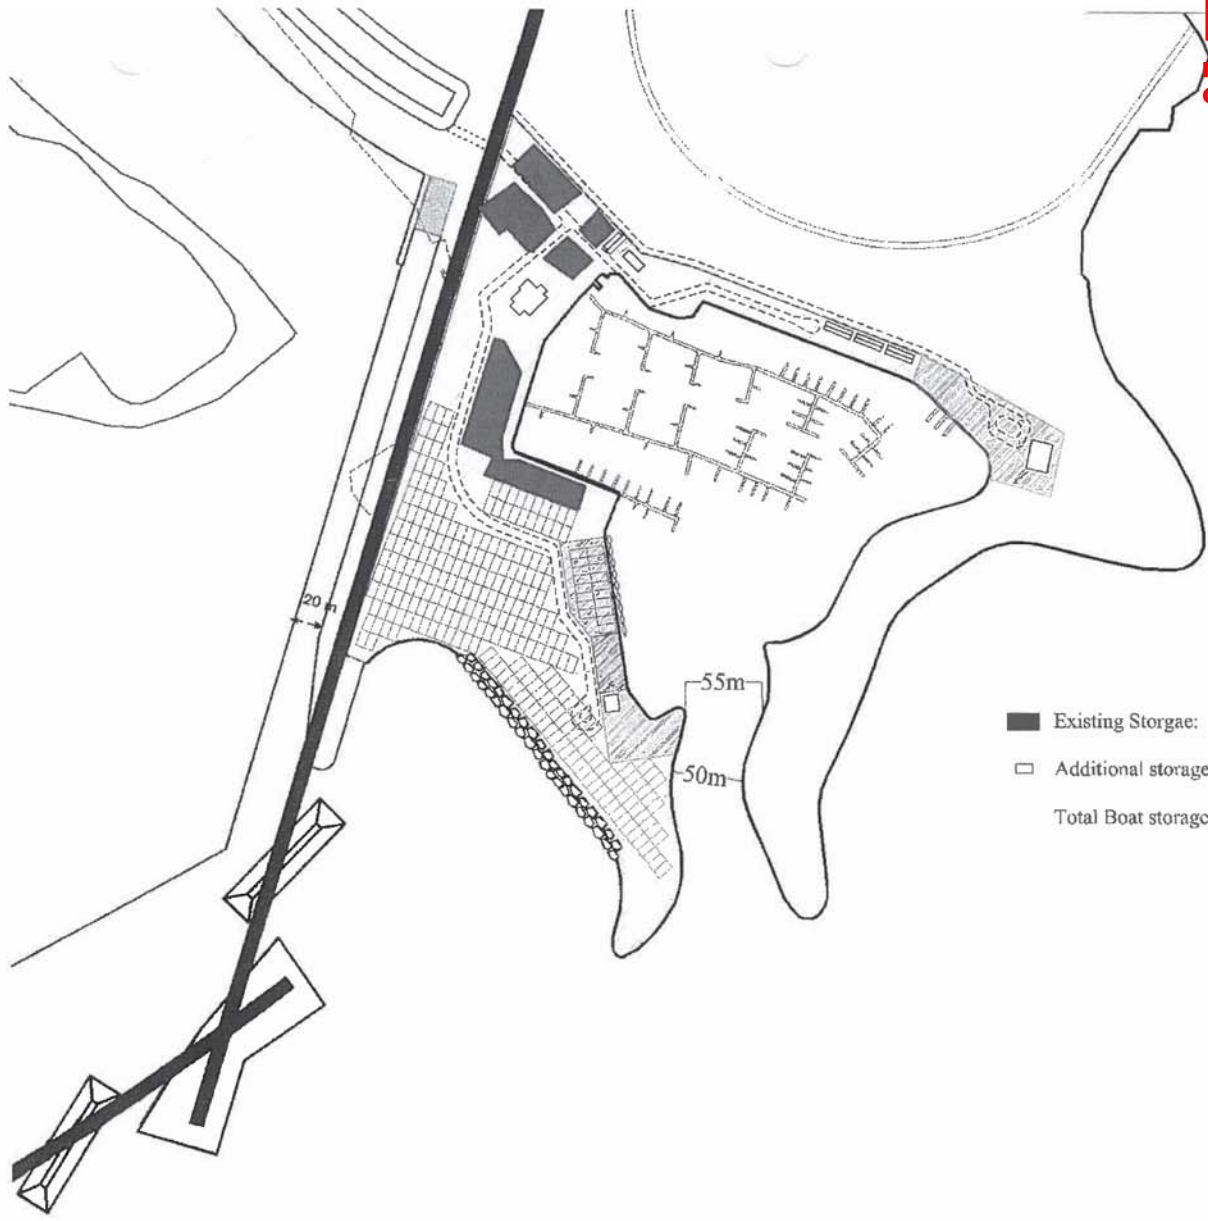 20 m
55m
50m
Existing Storgae:
Additional storage
Total Boat storage